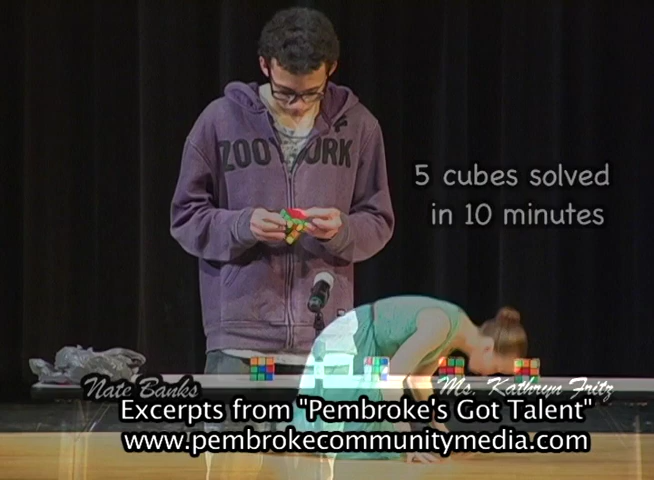 ZOO YORK
5 cubes solved
in 10 minutes
Nate Banks
Ms. Kathryn Fritz
Excerpts from "Pembroke's Got Talent"
www.pembrokecommunitymedia.com